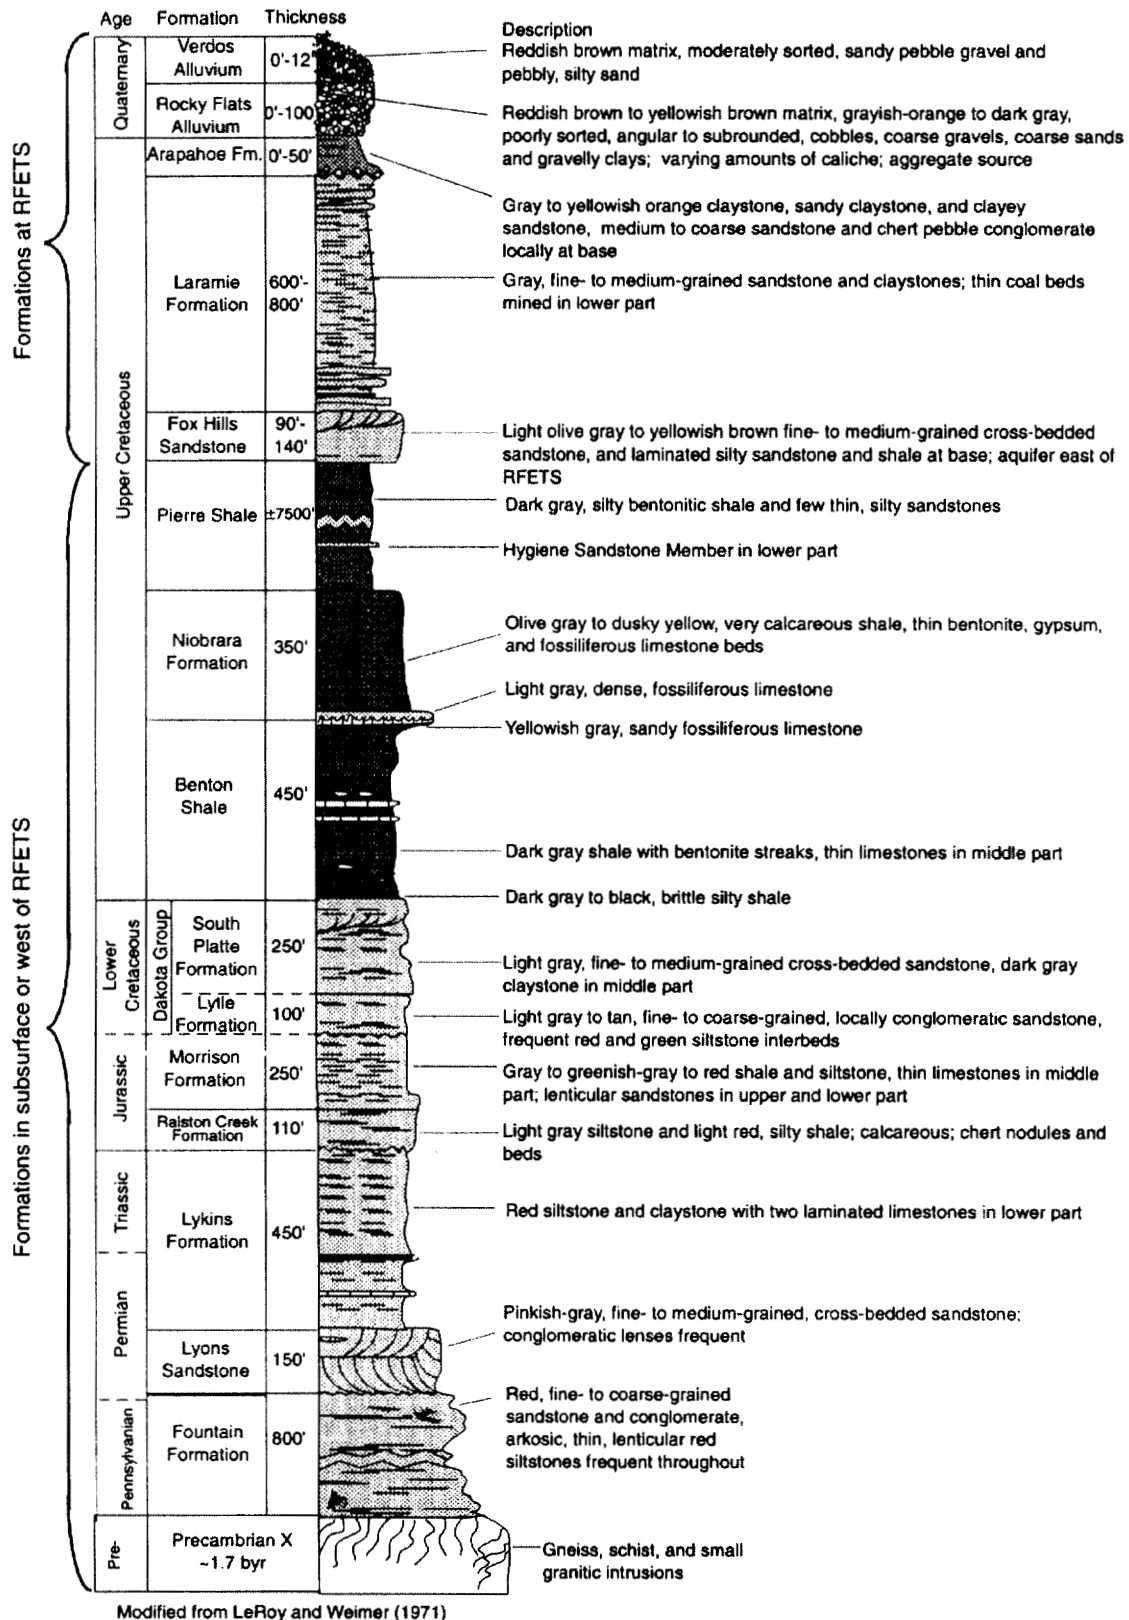 Age Formation Thickness
Description
Formations at RFETS
Formations in subsurface or west of RFETS
Quaternary
Verdos
Alluvium
0'-12'
Reddish brown matrix, moderately sorted, sandy pebble gravel and
pebbly, silty sand
Rocky Flats
Alluvium
0'-100'
Reddish brown to yellowish brown matrix, grayish-orange to dark gray,
poorly sorted, angular to subrounded, cobbles, coarse gravels, coarse sands
and gravelly clays; varying amounts of caliche; aggregate source
Upper Cretaceous
Arapahoe Fm.
0'-50'
Gray to yellowish orange claystone, sandy claystone, and clayey
sandstone, medium to coarse sandstone and chert pebble conglomerate
locally at base
Laramie
Formation
600'-
800'
Gray, fine- to medium-grained sandstone and claystones; thin coal beds
mined in lower part
Fox Hills
Sandstone
90'-
140'
Light olive gray to yellowish brown fine- to medium-grained cross-bedded
sandstone, and laminated silty sandstone and shale at base; aquifer east of
RFETS
Pierre Shale
±7500'
Dark gray, silty bentonitic shale and few thin, silty sandstones
Hygiene Sandstone Member in lower part
Niobrara
Formation
350'
Olive gray to dusky yellow, very calcareous shale, thin bentonite, gypsum,
and fossiliferous limestone beds
Light gray, dense, fossiliferous limestone
Yellowish gray, sandy fossiliferous limestone
Benton
Shale
450'
Dark gray shale with bentonite streaks, thin limestones in middle part
Dark gray to black, brittle silty shale
Lower
Cretaceous
Dakota Group
South
Platte
Formation
250'
Light gray, fine- to medium-grained cross-bedded sandstone, dark gray
claystone in middle part
Lytle
Formation
100'
Light gray to tan, fine- to coarse-grained, locally conglomeratic sandstone,
frequent red and green siltstone interbeds
Jurassic
Morrison
Formation
250'
Gray to greenish-gray to red shale and siltstone, thin limestones in middle
part; lenticular sandstones in upper and lower part
Ralston Creek
Formation
110'
Light gray siltstone and light red, silty shale; calcareous; chert nodules and
beds
Triassic
Lykins
Formation
450'
Red siltstone and claystone with two laminated limestones in lower part
Permian
Lyons
Sandstone
150'
Pinkish-gray, fine- to medium-grained, cross-bedded sandstone;
conglomeratic lenses frequent
Pennsylvanian
Fountain
Formation
800'
Red, fine- to coarse-grained
sandstone and conglomerate,
arkosic, thin, lenticular red
siltstones frequent throughout
Pre-
Precambrian X
~1.7 byr
Gneiss, schist, and small
granitic intrusions
Modified from LeRoy and Weimer (1971)